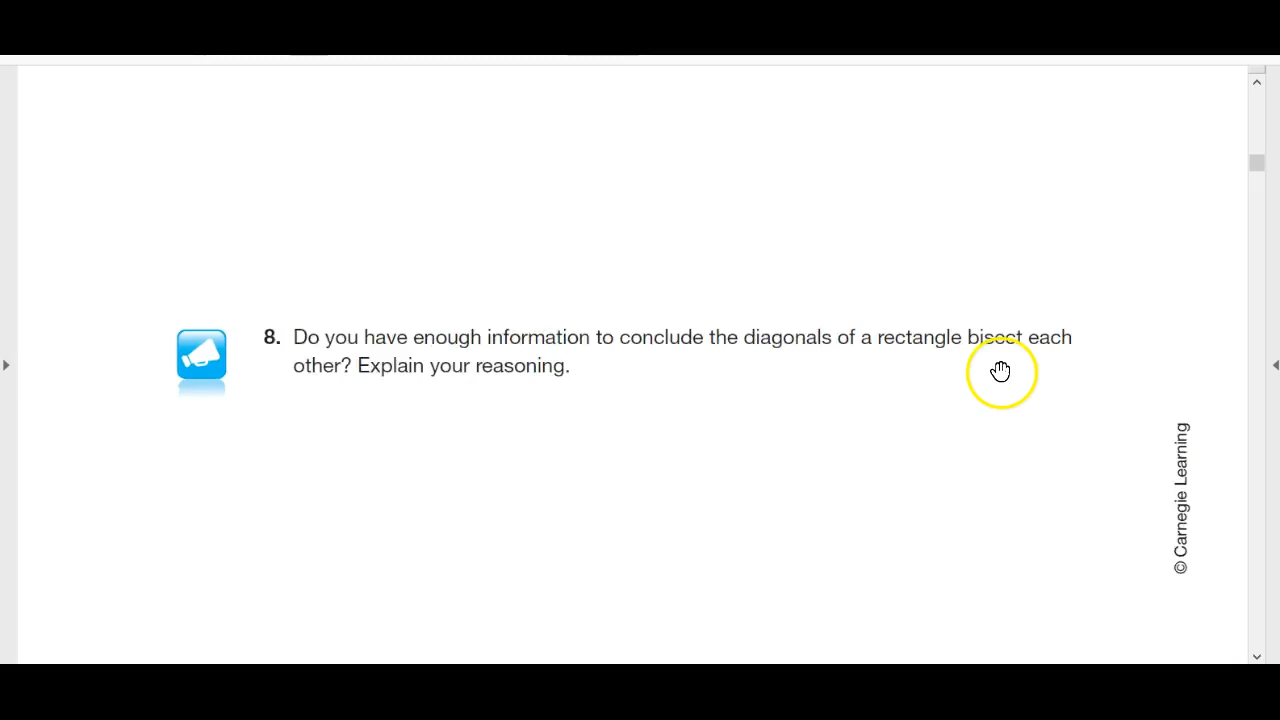 8. Do you have enough information to conclude the diagonals of a rectangle bisect each
other? Explain your reasoning.
© Carnegie Learning